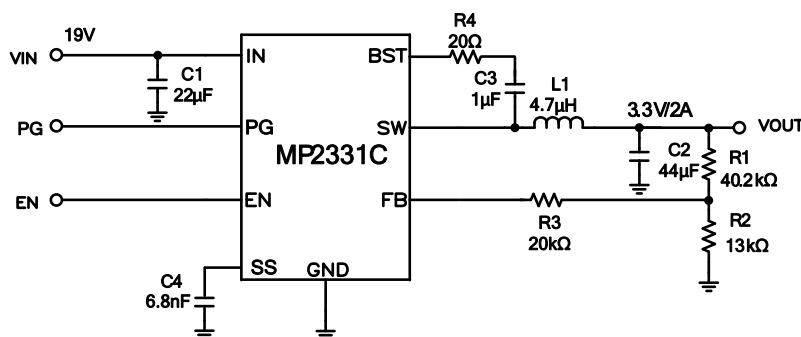 19V
VIN
C1
22μF
IN
PG
PG
EN
EN
SS
GND
C4
6.8nF
MP2331C
BST
SW
FB
R4
20Ω
C3
1μF
L1
4.7μH
3.3V/2A
VOUT
C2
44μF
R1
40.2kΩ
R3
20kΩ
R2
13kΩ